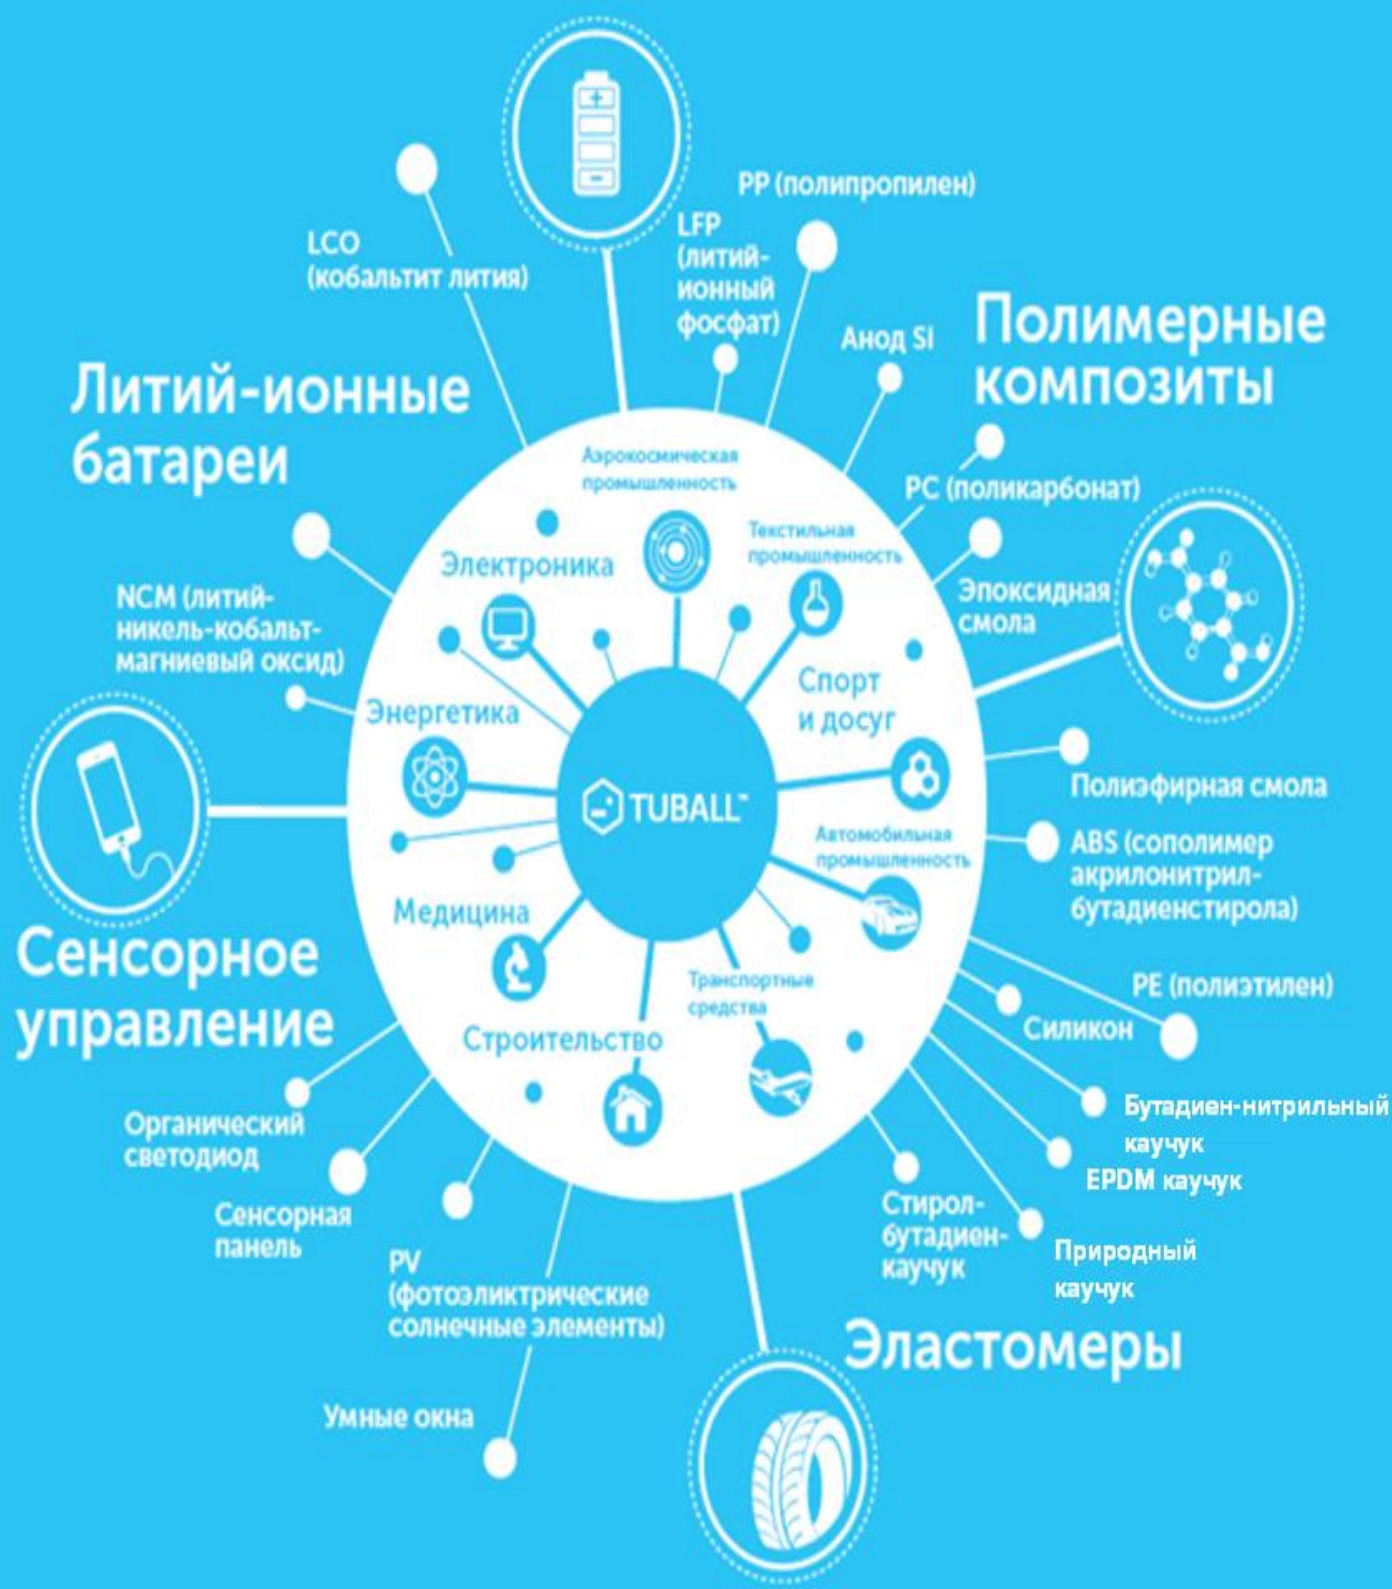 PP (полипропилен)
LCO
(кобальтит лития)
LFP
(литий-
ионный
фосфат)
Анод SI
Полимерные
композиты
Литий-ионные
батареи
PC (поликарбонат)
Эпоксидная
смола
NCM (литий-
никель-кобальт-
магниевый оксид)
Аэрокосмическая
промышленность
Текстильная
промышленность
Электроника
Спорт
и досуг
Энергетика
TUBALL™
Автомобильная
промышленность
Медицина
Транспортные
средства
Строительство
Полиэфирная смола
ABS (сополимер
акрилонитрил-
бутадиенстирола)
PE (полиэтилен)
Силикон
Бутадиен-нитрильный
каучук
EPDM каучук
Природный
каучук
Стирол-
бутадиен-
каучук
Эластомеры
Сенсорное
управление
Органический
светодиод
Сенсорная
панель
PV
(фотоэликтрические
солнечные элементы)
Умные окна